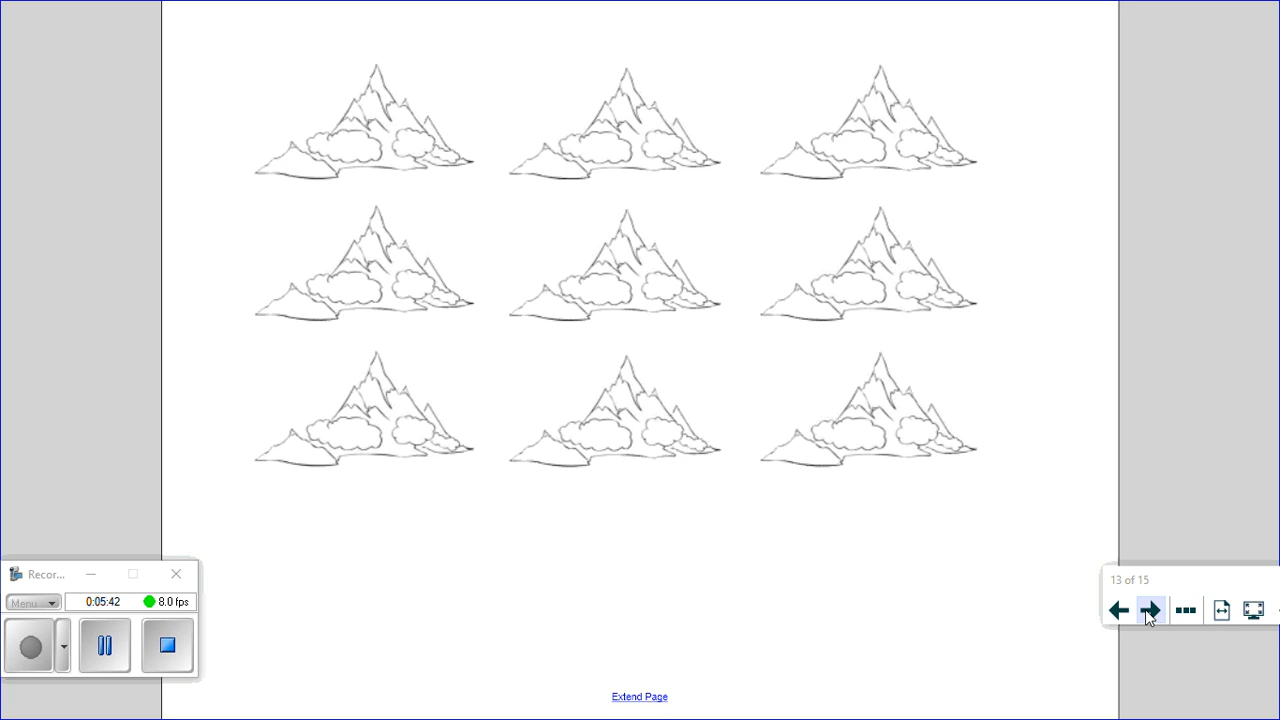 Recor...
Menu
0:05:42
8.0 fps
13 of 15
Extend Page